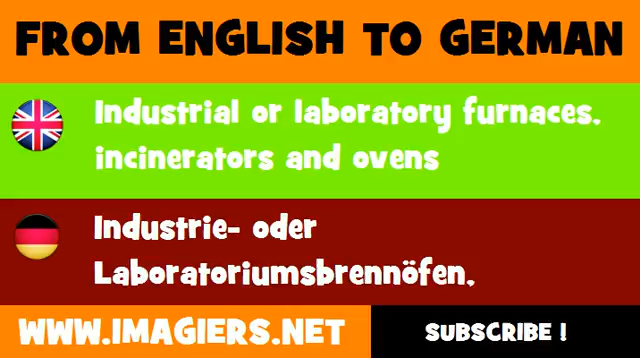 FROM ENGLISH TO GERMAN
Industrial or laboratory furnaces.
incinerators and ovens
Industrie- oder
Laboratoriumsbrennöfen,
WWW.IMAGIERS.NET
SUBSCRIBE !